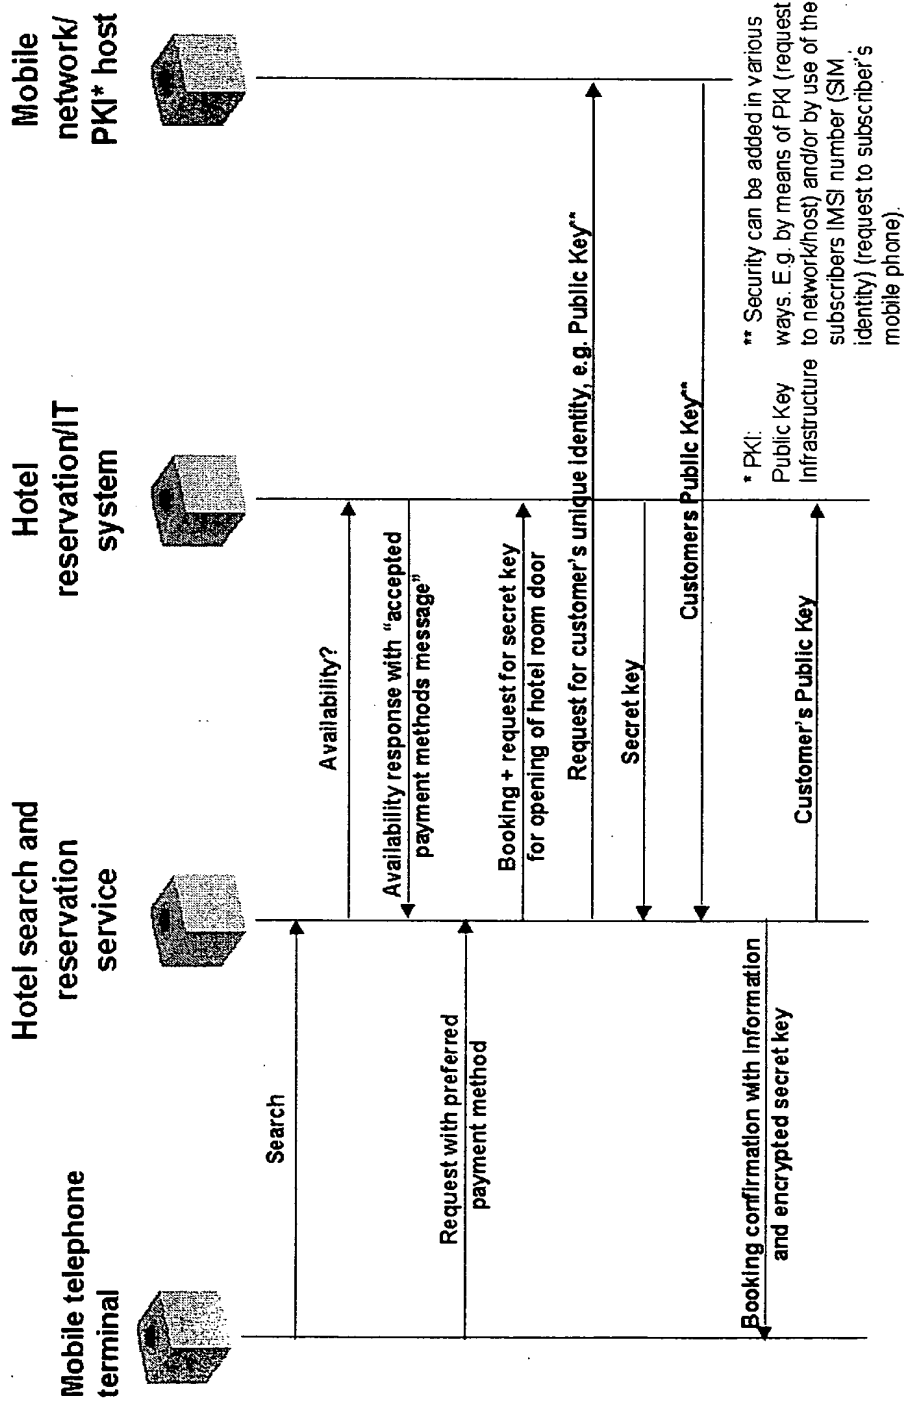 Mobile telephone
terminal
Hotel search and
reservation
service
Hotel
reservation/IT
system
Mobile
network/
PKI* host
Search
Availability?
Availability response with “accepted
payment methods message”
Request with preferred
payment method
Booking + request for secret key
for opening of hotel room door
Request for customer's unique identity, e.g. Public Key**
Secret key
Customers Public Key**
Booking confirmation with Information
and encrypted secret key
Customer's Public Key
* PKI:
Public Key
Infrastructure
** Security can be added in various
ways. E.g. by means of PKI (request
to network/host) and/or by use of the
subscribers IMSI number (SIM
identity) (request to subscriber's
mobile phone).